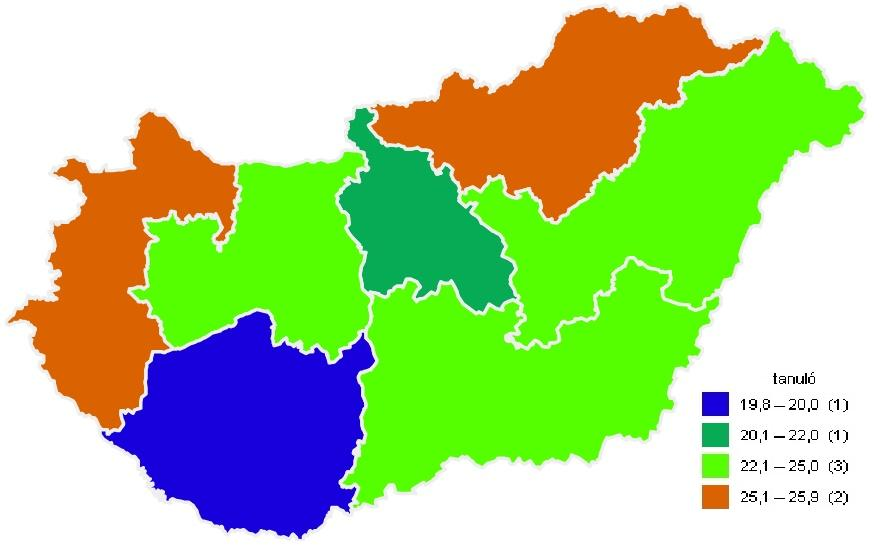 tanuló
19,8 – 20,0 (1)
20,1 – 22,0 (1)
22,1 – 25,0 (3)
25,1 – 25,9 (2)